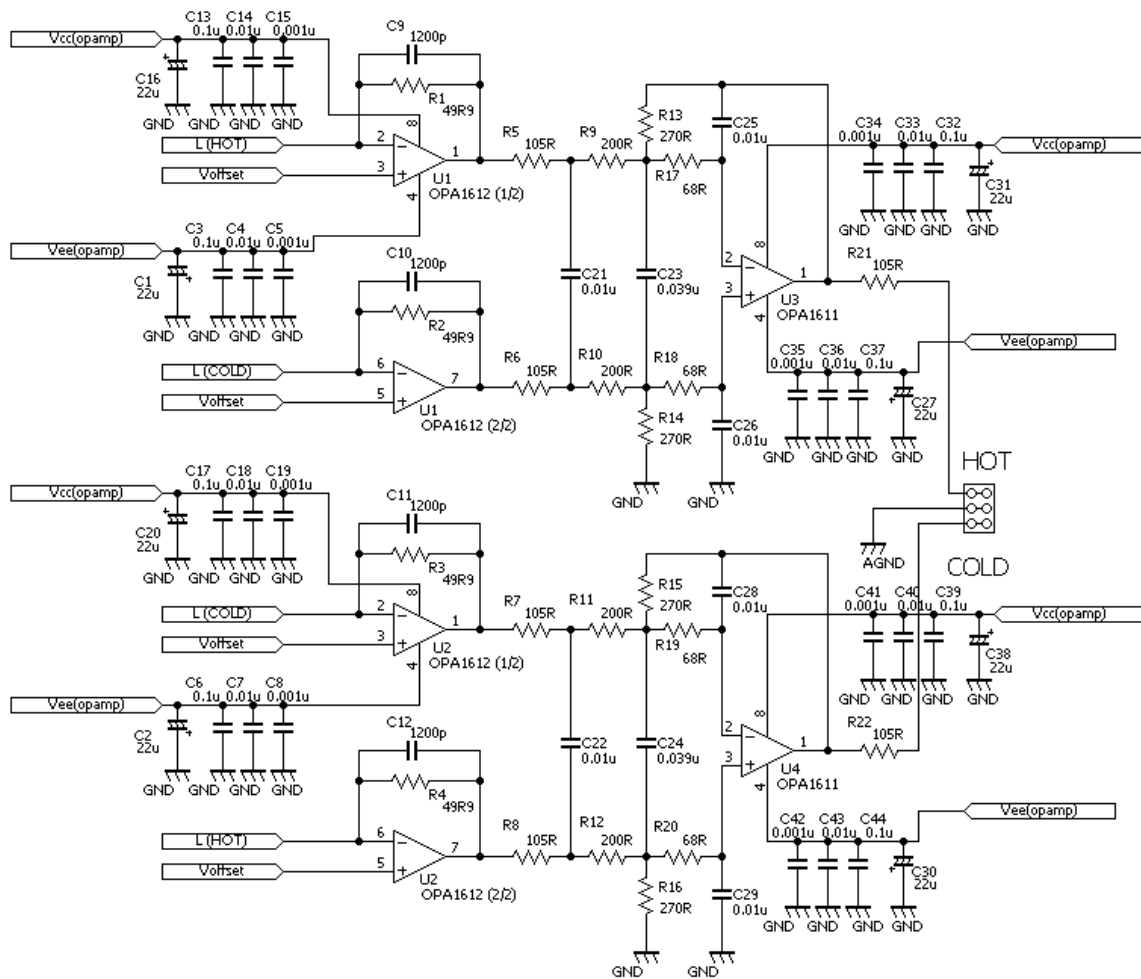 C13 C14 C15
0.1u 0.01u 0.001u
Vcc(opamp)
C16
22u
GND GND GND GND
C9
1200p
R1
49R9
L (HOT)
Voffset
2
3
8
4
1
U1
OPA1612 (1/2)
Vee(opamp)
C3 C4 C5
0.1u 0.01u 0.001u
C1
22u
GND GND GND GND
C10
1200p
R2
49R9
L (COLD)
Voffset
6
5
7
U1
OPA1612 (2/2)
R5
105R
R9
200R
R13
270R
R17
68R
C25
0.01u
C21
0.01u
C23
0.039u
R6
105R
R10
200R
R18
68R
R14
270R
C26
0.01u
GND
GND
2
3
8
4
1
U3
OPA1611
C34 C33 C32
0.001u 0.01u 0.1u
Vcc(opamp)
C31
22u
GND GND GND GND
R21
105R
Vee(opamp)
C35 C36 C37
0.001u 0.01u 0.1u
C27
22u
GND GND GND GND
HOT
AGND
COLD
C17 C18 C19
0.1u 0.01u 0.001u
Vcc(opamp)
C20
22u
GND GND GND GND
C11
1200p
R3
49R9
L (COLD)
Voffset
2
3
8
4
1
U2
OPA1612 (1/2)
Vee(opamp)
C6 C7 C8
0.1u 0.01u 0.001u
C2
22u
GND GND GND GND
C12
1200p
R4
49R9
L (HOT)
Voffset
6
5
7
U2
OPA1612 (2/2)
R7
105R
R11
200R
R15
270R
R19
68R
C28
0.01u
C22
0.01u
C24
0.039u
R8
105R
R12
200R
R20
68R
R16
270R
C29
0.01u
GND
GND
2
3
8
4
1
U4
OPA1611
C41 C40 C39
0.001u 0.01u 0.1u
Vcc(opamp)
C38
22u
GND GND GND GND
R22
105R
Vee(opamp)
C42 C43 C44
0.001u 0.01u 0.1u
C30
22u
GND GND GND GND